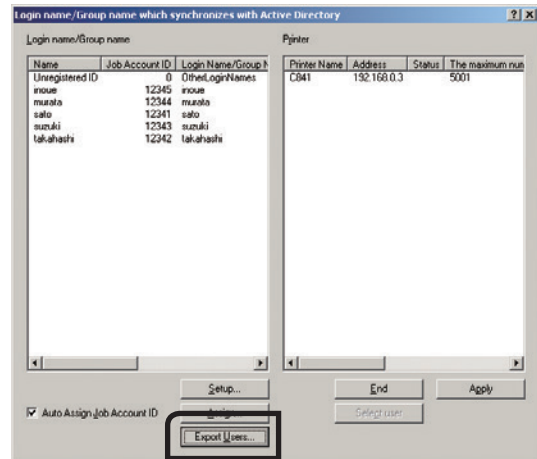 Login name/Group name which synchronizes with Active Directory
Login name/Group name
Printer
Name Job Account ID Login Name/Group N
Unregistered ID 0 OtherLoginNames
inoue 12345 inoue
murata 12344 murata
sato 12341 sato
suzuki 12343 suzuki
takahashi 12342 takahashi
Printer Name Address Status The maximum nun
C841 192.168.0.3 5001
Setup...
End
Apply
Auto Assign Job Account ID
Select user
Export Users...